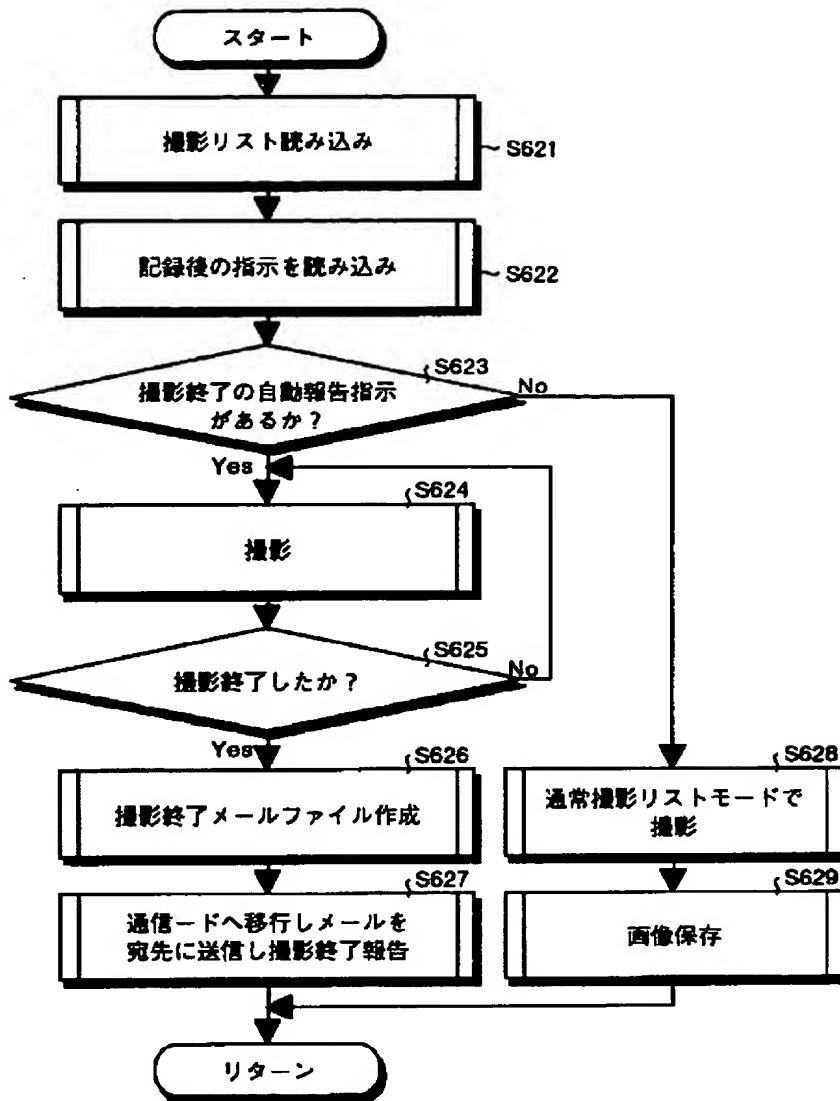 スタート
撮影リスト読み込み
S621
記録後の指示を読み込み
S622
S623
撮影終了の自動報告指示
があるか？
No
Yes
S624
撮影
S625
撮影終了したか？
No
Yes
S626
撮影終了メールファイル作成
S628
通常撮影リストモードで
撮影
S627
通信ードへ移行しメールを
宛先に送信し撮影終了報告
S629
画像保存
リターン